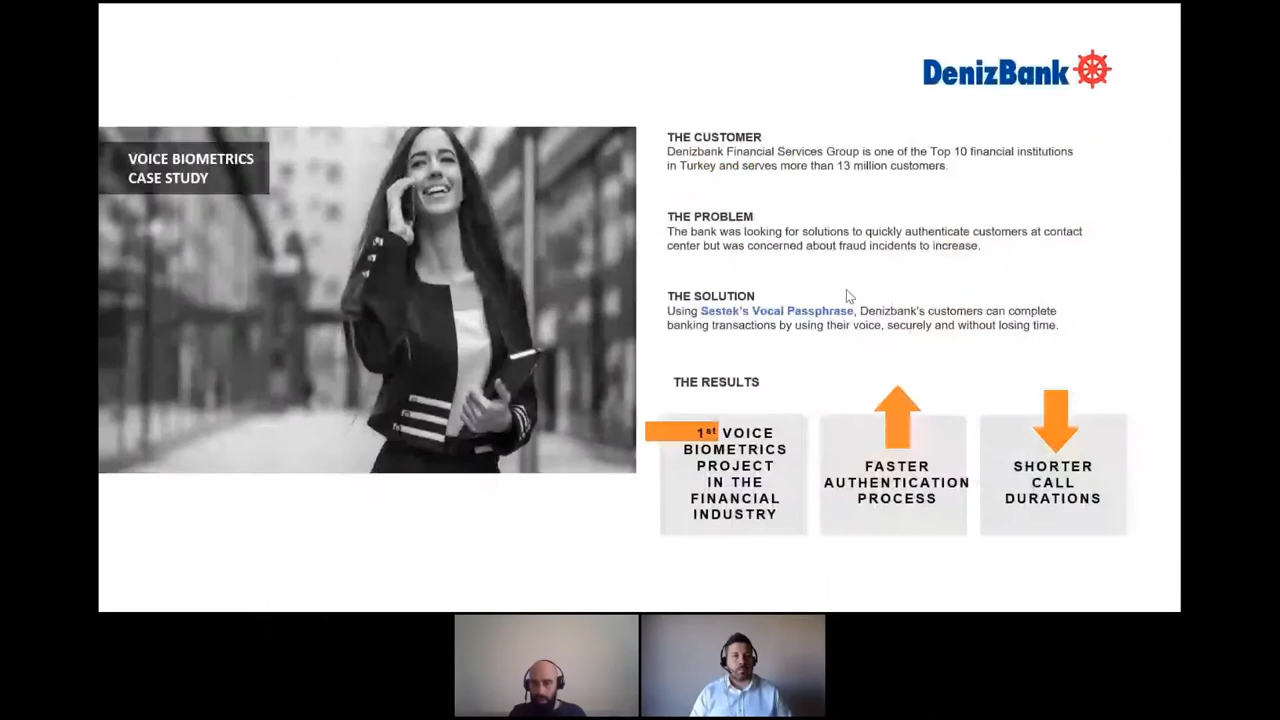 DenizBank
VOICE BIOMETRICS
CASE STUDY
THE CUSTOMER
Denizbank Financial Services Group is one of the Top 10 financial institutions
in Turkey and serves more than 13 million customers.
THE PROBLEM
The bank was looking for solutions to quickly authenticate customers at contact
center but was concerned about fraud incidents to increase.
THE SOLUTION
Using Sestek's Vocal Passphrase, Denizbank's customers can complete
banking transactions by using their voice, securely and without losing time.
THE RESULTS
1st VOICE
BIOMETRICS
PROJECT
IN THE
FINANCIAL
INDUSTRY
FASTER
AUTHENTICATION
PROCESS
SHORTER
CALL
DURATIONS